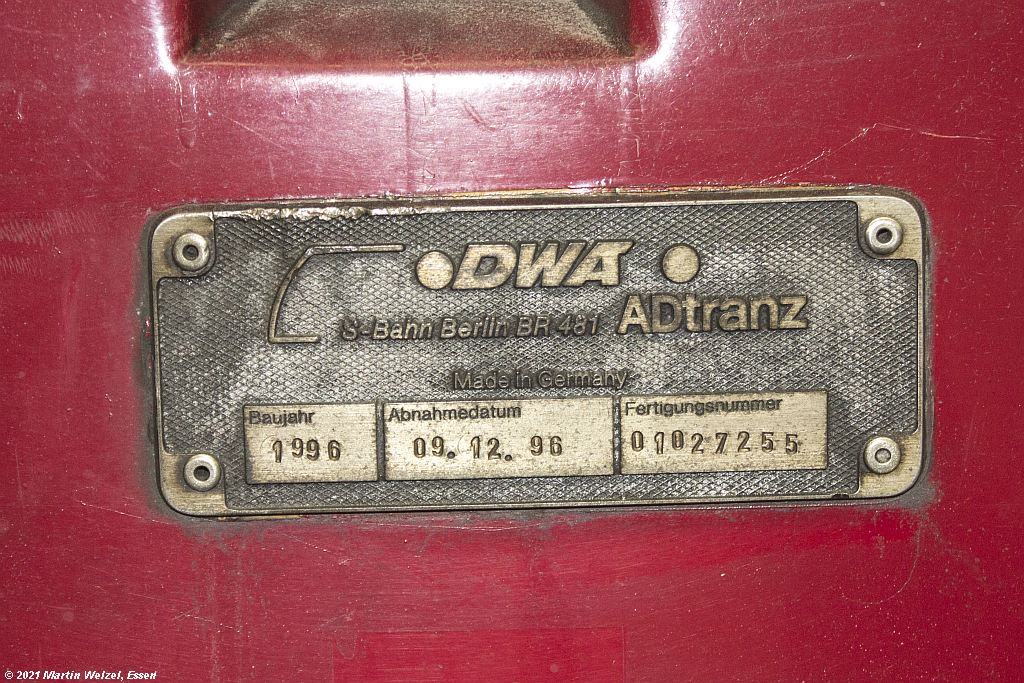 DWA
S-Bahn Berlin BR 481 ADtranz
Made in Germany
Baujahr Abnahmedatum Fertigungsnummer
1996 09.12.96 01027255
© 2021 Martin Welzel, Essen